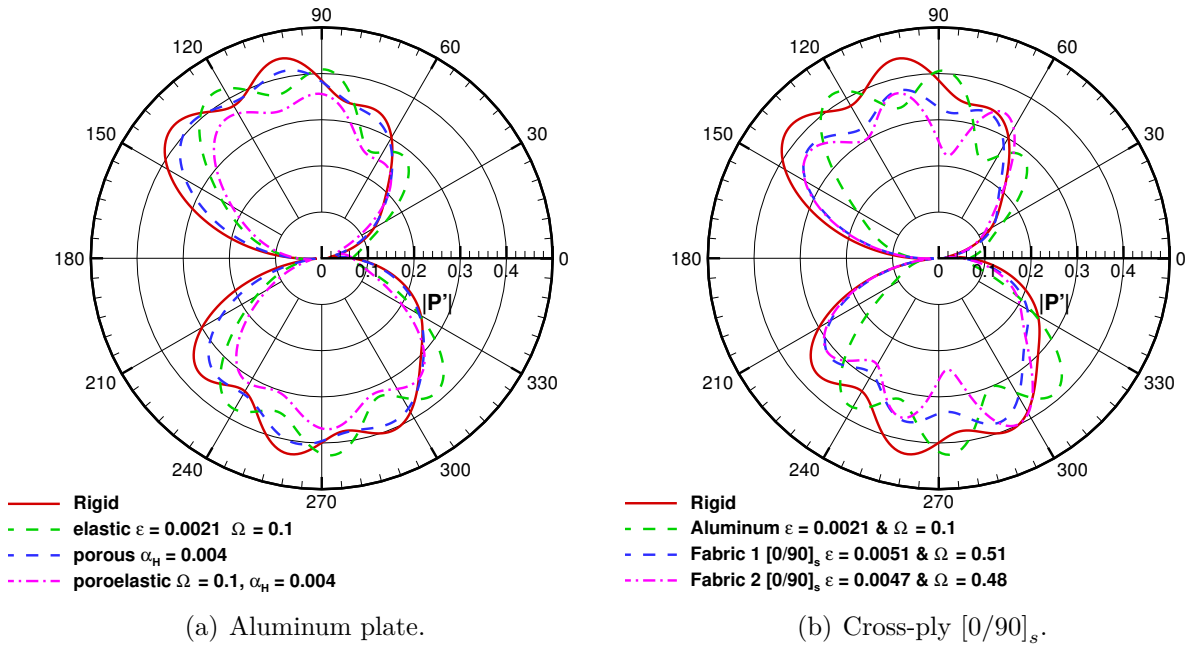 90
120
60
150
30
180
0
0 0.1 0.2 0.3 0.4
|P'|
210
330
240
300
270
Rigid
elastic ε = 0.0021 Ω = 0.1
porous α_H = 0.004
poroelastic Ω = 0.1, α_H = 0.004
(a) Aluminum plate.
90
120
60
150
30
180
0
0 0.1 0.2 0.3 0.4
|P'|
210
330
240
300
270
Rigid
Aluminum ε = 0.0021 & Ω = 0.1
Fabric 1 [0/90]_s ε = 0.0051 & Ω = 0.51
Fabric 2 [0/90]_s ε = 0.0047 & Ω = 0.48
(b) Cross-ply [0/90]_s.